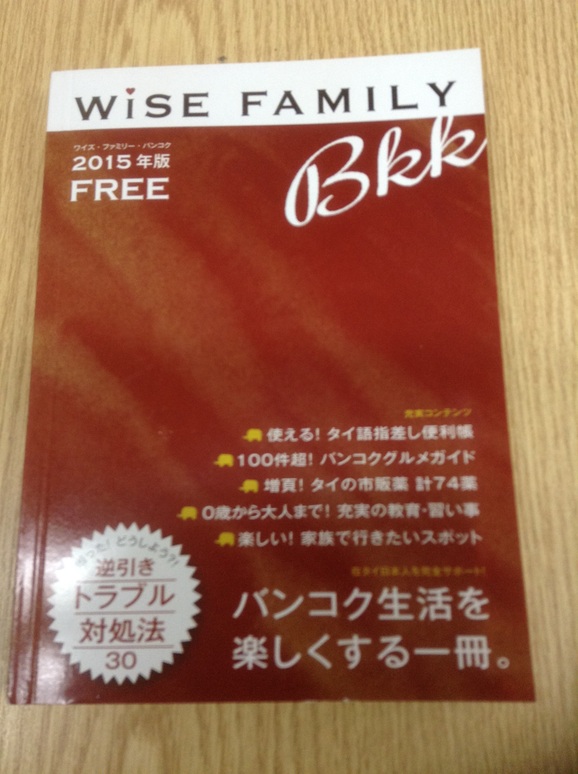 WiSE FAMILY
Bkk
ワイズ・ファミリー・バンコク
2015年版
FREE
充実コンテンツ
使える! タイ語指差し便利帳
100件超! バンコクグルメガイド
増頁! タイの市販薬 計74薬
0歳から大人まで! 充実の教育・習い事
楽しい! 家族で行きたいスポット
困った! どうしよう?!
逆引き
トラブル
対処法
30
在タイ日本人を完全サポート!
バンコク生活を
楽しくする一冊。